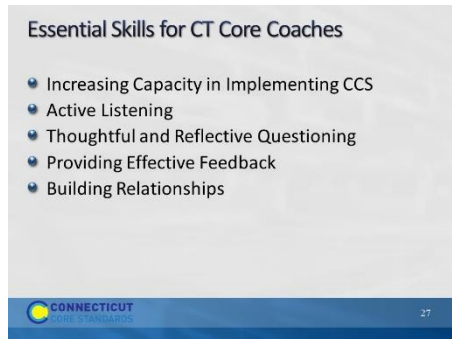 Essential Skills for CT Core Coaches
Increasing Capacity in Implementing CCS
Active Listening
Thoughtful and Reflective Questioning
Providing Effective Feedback
Building Relationships
CONNECTICUT
CORE STANDARDS
27